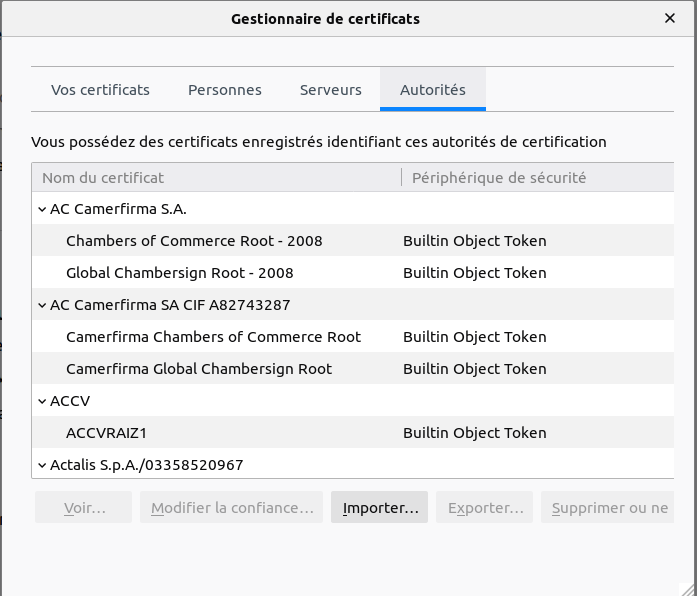 Gestionnaire de certificats
Vos certificats Personnes Serveurs Autorités
Vous possédez des certificats enregistrés identifiant ces autorités de certification
Nom du certificat Périphérique de sécurité
AC Camerfirma S.A.
Chambers of Commerce Root - 2008 Builtin Object Token
Global Chambersign Root - 2008 Builtin Object Token
AC Camerfirma SA CIF A82743287
Camerfirma Chambers of Commerce Root Builtin Object Token
Camerfirma Global Chambersign Root Builtin Object Token
ACCV
ACCVRAIZ1 Builtin Object Token
Actalis S.p.A./03358520967
Voir... Modifier la confiance... Importer... Exporter... Supprimer ou ne